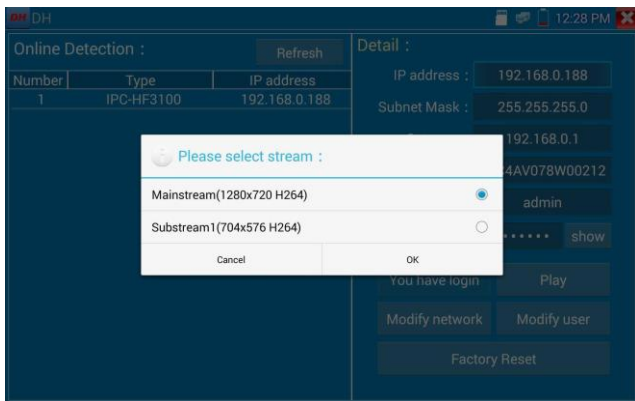 DH DH 12:28 PM
Online Detection :
Refresh
Number Type IP address
1 IPC-HF3100 192.168.0.188
Detail :
IP address : 192.168.0.188
Subnet Mask : 255.255.255.0
192.168.0.1
4AV078W00212
admin
show
You have login Play
Modify network Modify user
Factory Reset
Please select stream :
Mainstream(1280x720 H264)
Substream1(704x576 H264)
Cancel OK